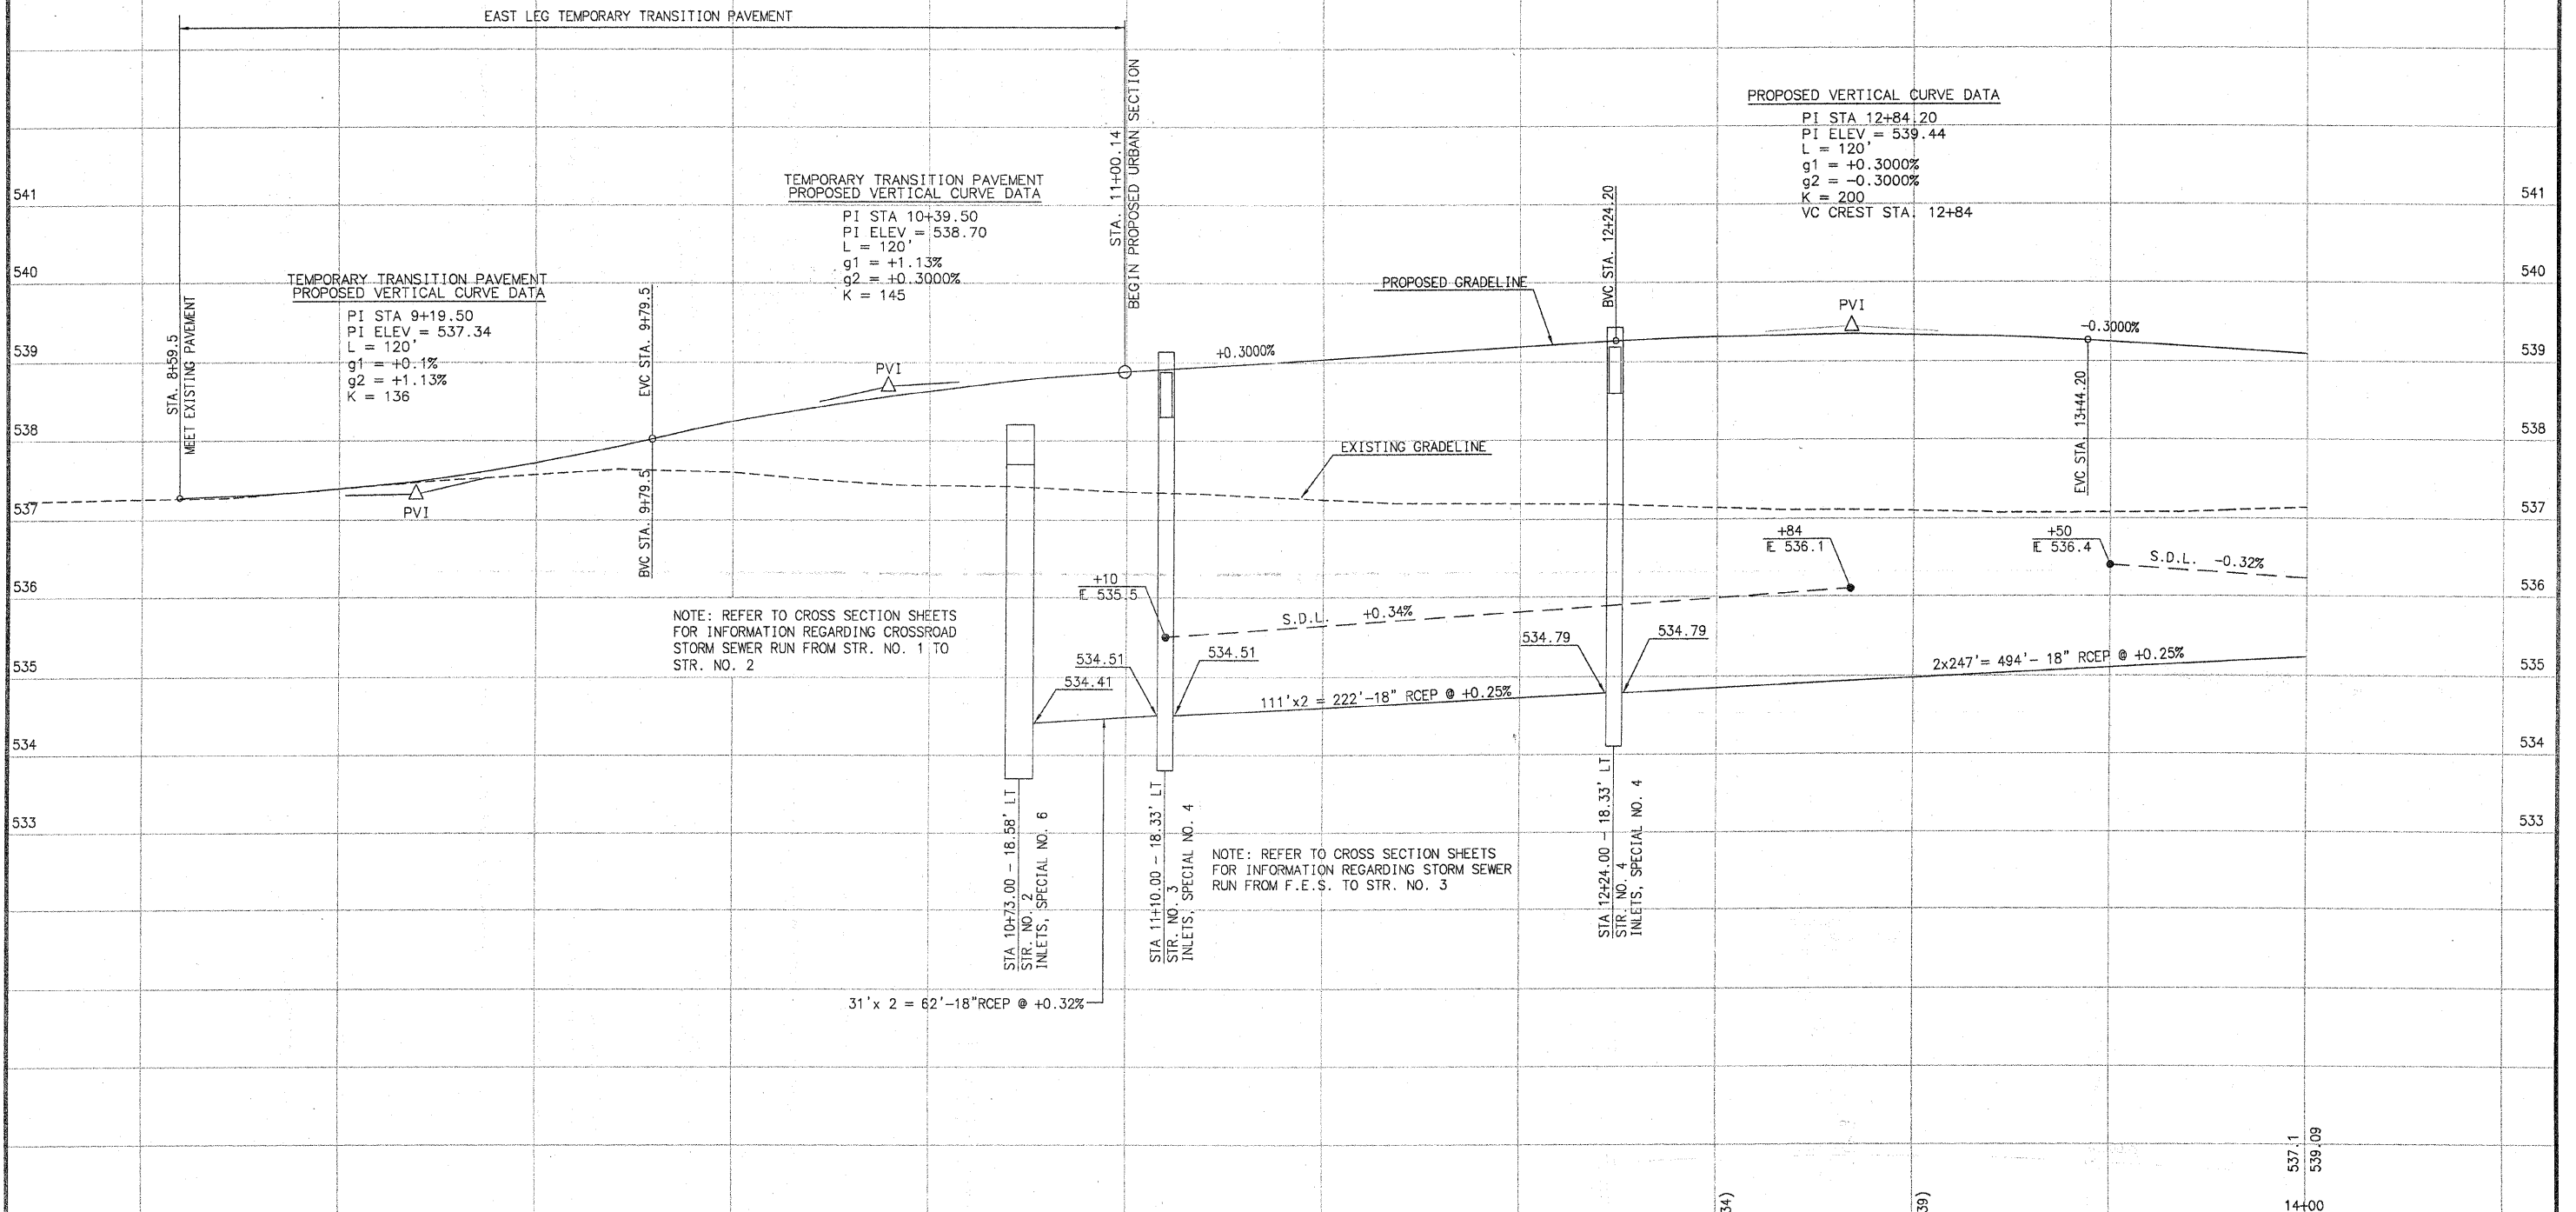 EAST LEG TEMPORARY TRANSITION PAVEMENT
STA. 8+59.5
MEET EXISTING PAVEMENT
TEMPORARY TRANSITION PAVEMENT
PROPOSED VERTICAL CURVE DATA
PI STA 9+19.50
PI ELEV = 537.34
L = 120'
g1 = +0.1%
g2 = +1.13%
K = 136
PVI
EVC STA. 9+79.5
BVC STA. 9+79.5
TEMPORARY TRANSITION PAVEMENT
PROPOSED VERTICAL CURVE DATA
PI STA 10+39.50
PI ELEV = 538.70
L = 120'
g1 = +1.13%
g2 = +0.3000%
K = 145
PVI
STA. 11+00.14
BEGIN PROPOSED URBAN SECTION
+0.3000%
PROPOSED GRADELINE
BVC STA. 12+24.20
PROPOSED VERTICAL CURVE DATA
PI STA 12+84.20
PI ELEV = 539.44
L = 120'
g1 = +0.3000%
g2 = -0.3000%
K = 200
VC CREST STA. 12+84
PVI
-0.3000%
EVC STA. 13+44.20
EXISTING GRADELINE
541
540
539
538
537
536
535
534
533
541
540
539
538
537
536
535
534
533
NOTE: REFER TO CROSS SECTION SHEETS
FOR INFORMATION REGARDING CROSSROAD
STORM SEWER RUN FROM STR. NO. 1 TO
STR. NO. 2
+10
535.5
S.D.L. +0.34%
+84
536.1
+50
536.4
S.D.L. -0.32%
534.41
534.51
534.51
534.79
534.79
111'x2 = 222'-18" RCEP @ +0.25%
2x247'= 494'- 18" RCEP @ +0.25%
STA 10+73.00 - 18.58' LT
STR. NO. 2
INLETS, SPECIAL NO. 6
STA 11+10.00 - 18.33' LT
STR. NO. 3
INLETS, SPECIAL NO. 4
NOTE: REFER TO CROSS SECTION SHEETS
FOR INFORMATION REGARDING STORM SEWER
RUN FROM F.E.S. TO STR. NO. 3
STA 12+24.00 - 18.33' LT
STR. NO. 4
INLETS, SPECIAL NO. 4
31'x 2 = 62'-18"RCEP @ +0.32%
537.1
539.09
14+00